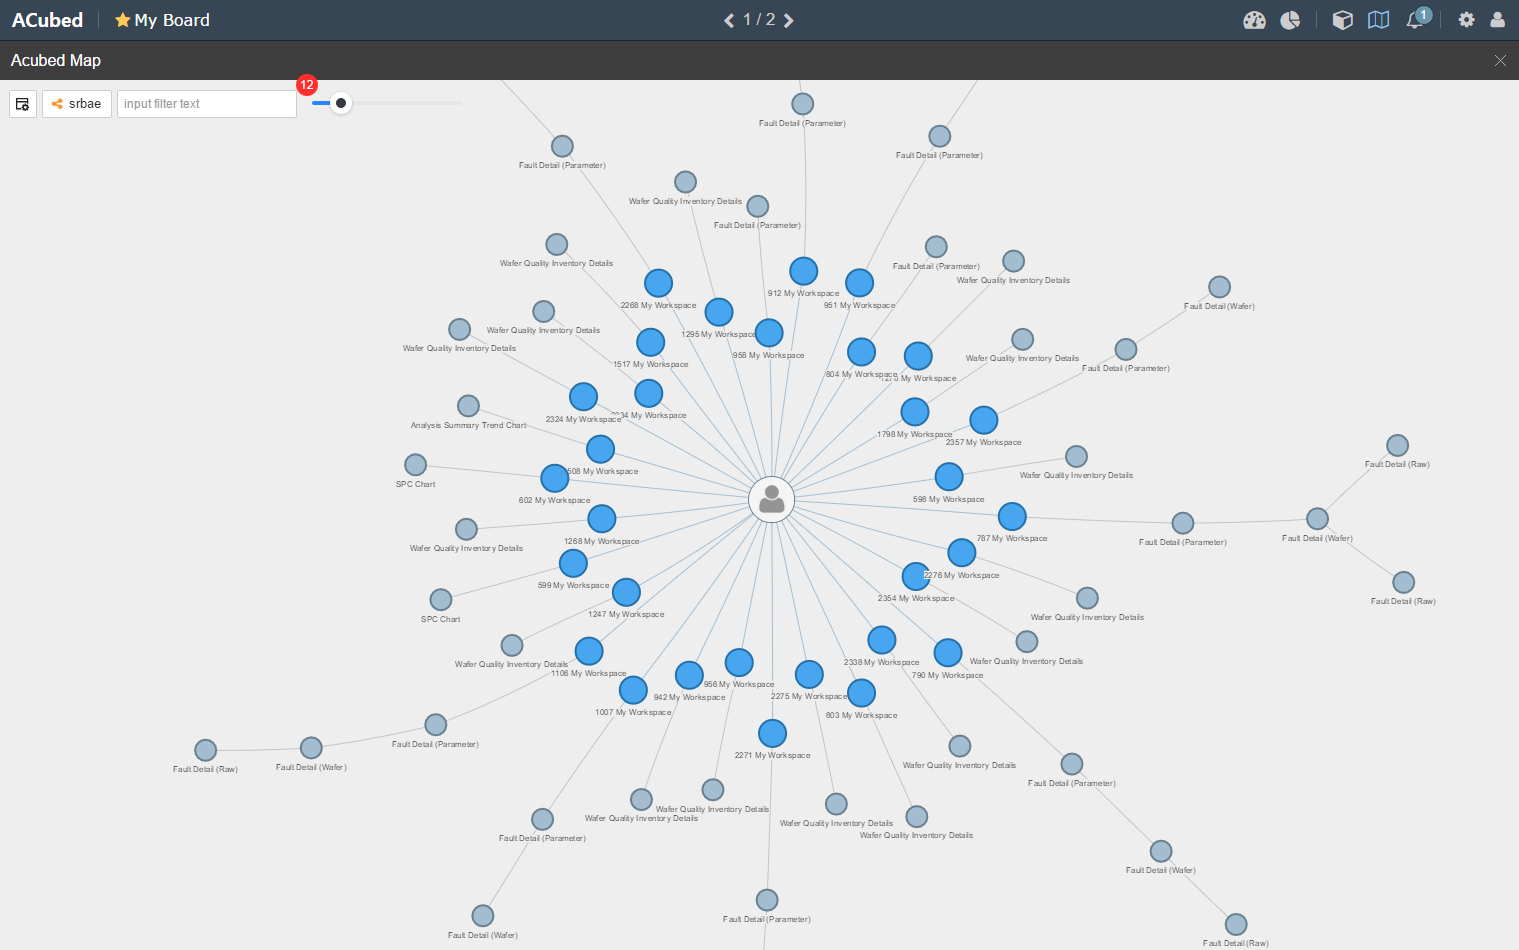 ACubed
My Board
1 / 2
1
Acubed Map
srbae
input filter text
12
Fault Detail (Parameter)
Fault Detail (Parameter)
Fault Detail (Parameter)
Wafer Quality Inventory Details
Fault Detail (Parameter)
Wafer Quality Inventory Details
Fault Detail (Parameter)
Wafer Quality Inventory Details
912 My Workspace
2268 My Workspace
951 My Workspace
Fault Detail (Wafer)
Wafer Quality Inventory Details
1295 My Workspace
Wafer Quality Inventory Details
958 My Workspace
Wafer Quality Inventory Details
1517 My Workspace
Fault Detail (Parameter)
804 My Workspace
My Workspace
My Workspace
2324 My Workspace
Analysis Summary Trend Chart
1798 My Workspace
2357 My Workspace
Fault Detail (Raw)
508 My Workspace
Wafer Quality Inventory Details
SPC Chart
602 My Workspace
598 My Workspace
1268 My Workspace
787 My Workspace
Fault Detail (Parameter)
Fault Detail (Wafer)
Wafer Quality Inventory Details
2276 My Workspace
599 My Workspace
2354 My Workspace
Fault Detail (Raw)
1247 My Workspace
Wafer Quality Inventory Details
SPC Chart
Wafer Quality Inventory Details
2338 My Workspace
Wafer Quality Inventory Details
1106 My Workspace
790 My Workspace
956 My Workspace
942 My Workspace
2275 My Workspace
1007 My Workspace
803 My Workspace
Fault Detail (Parameter)
2271 My Workspace
Fault Detail (Raw)
Fault Detail (Wafer)
Wafer Quality Inventory Details
Fault Detail (Parameter)
Wafer Quality Inventory Details
Wafer Quality Inventory Details
Wafer Quality Inventory Details
Wafer Quality Inventory Details
Fault Detail (Parameter)
Fault Detail (Wafer)
Fault Detail (Parameter)
Fault Detail (Wafer)
Fault Detail (Raw)